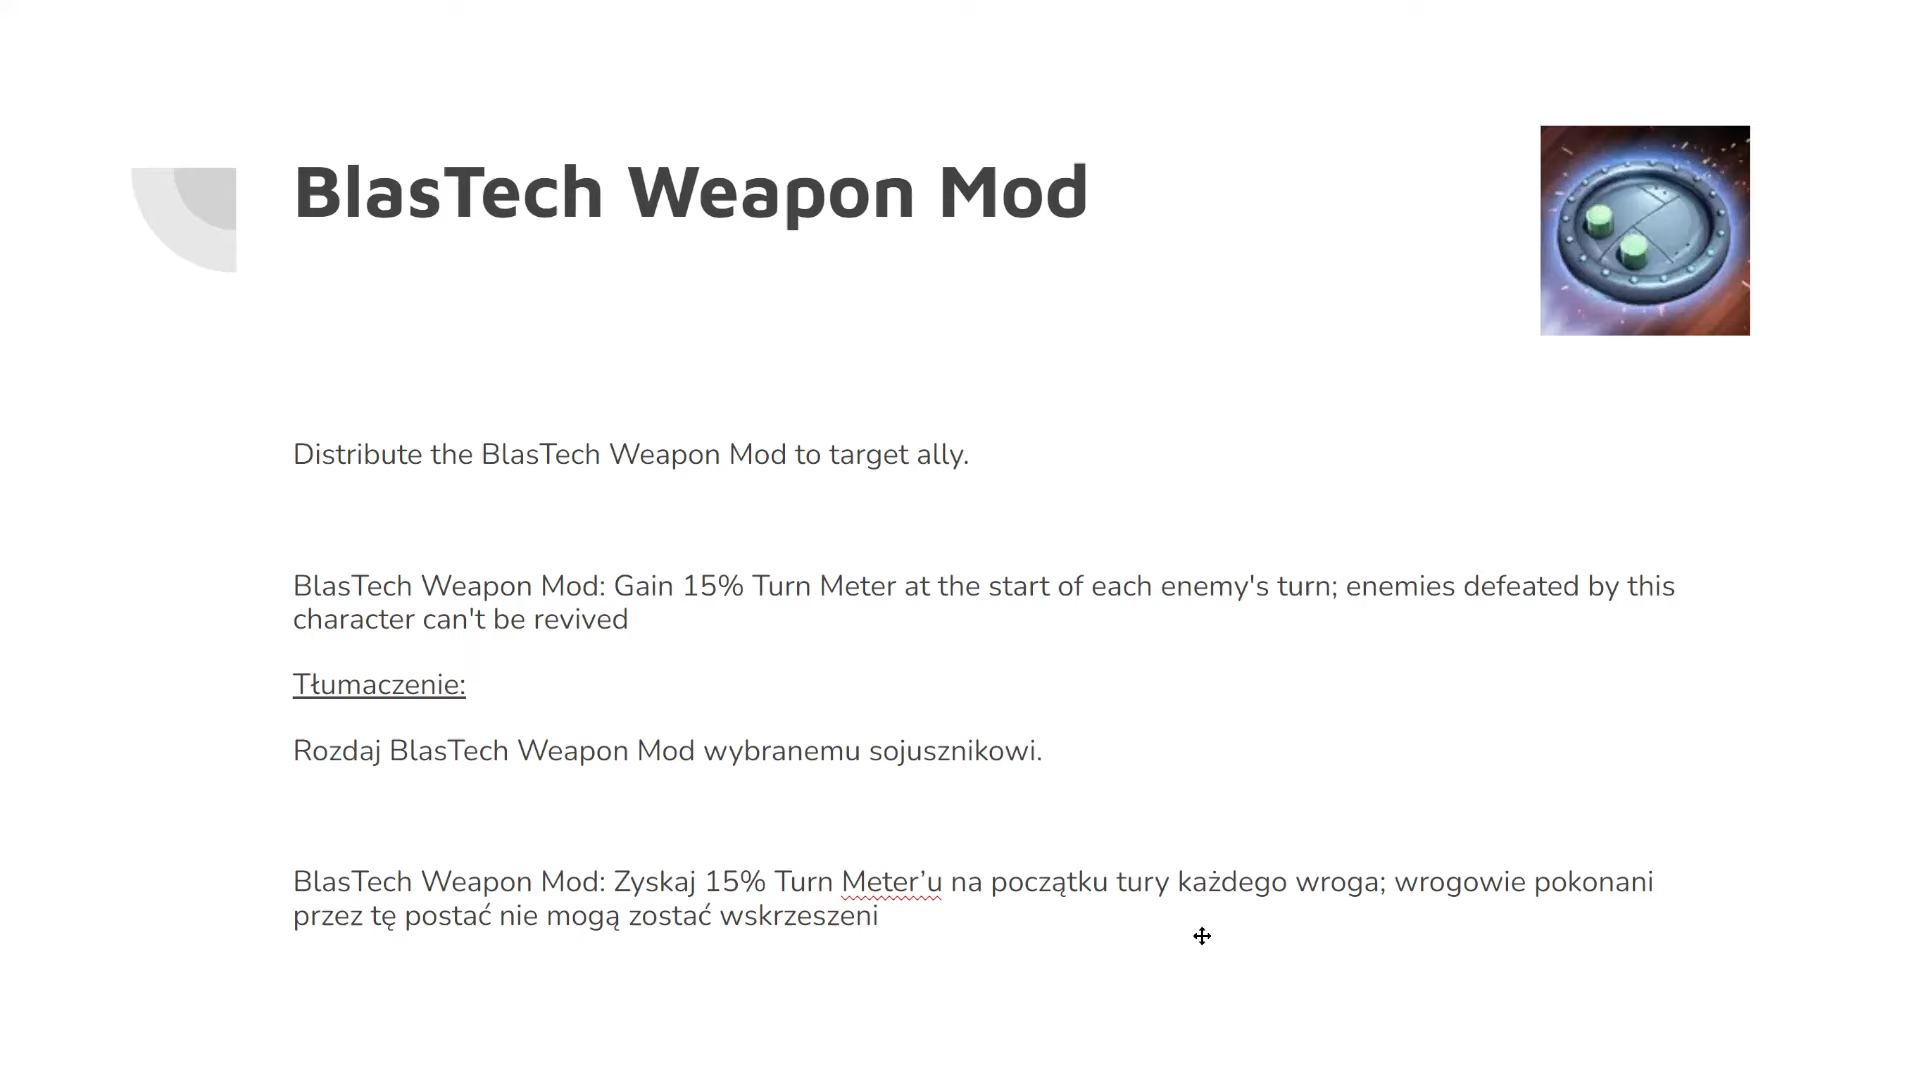 BlasTech Weapon Mod
Distribute the BlasTech Weapon Mod to target ally.
BlasTech Weapon Mod: Gain 15% Turn Meter at the start of each enemy's turn; enemies defeated by this
character can't be revived
Tłumaczenie:
Rozdaj BlasTech Weapon Mod wybranemu sojusznikowi.
BlasTech Weapon Mod: Zyskaj 15% Turn Meter’u na początku tury każdego wroga; wrogowie pokonani
przez tę postać nie mogą zostać wskrzeszeni